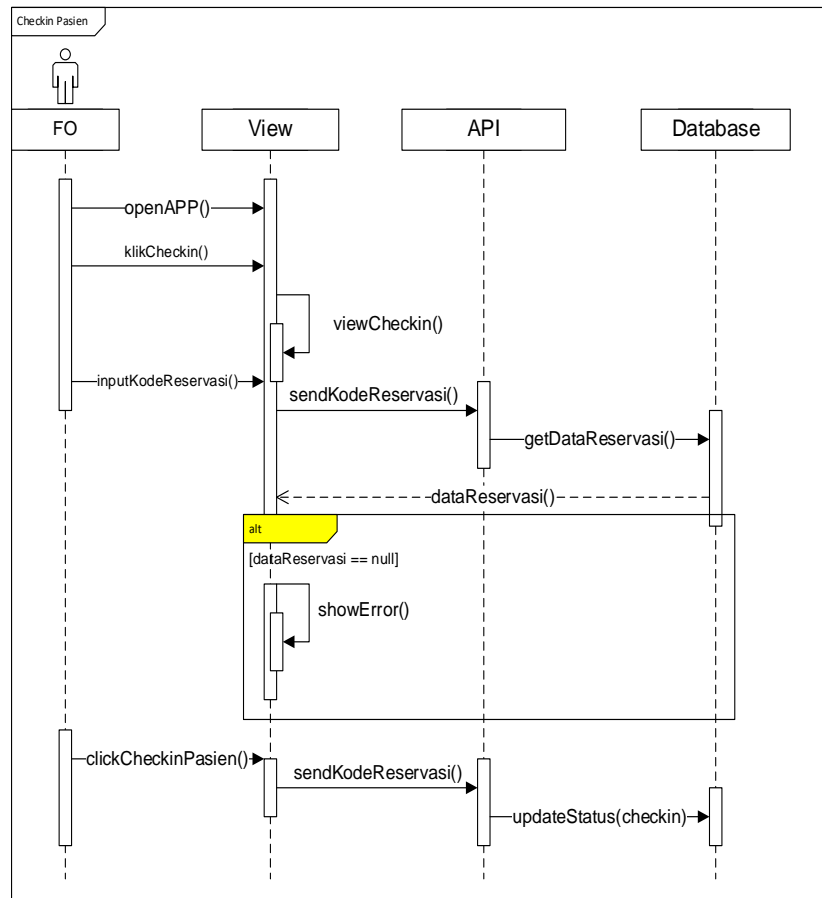 Checkin Pasien
FO
View
API
Database
openAPP()
klikCheckin()
viewCheckin()
inputKodeReservasi()
sendKodeReservasi()
getDataReservasi()
dataReservasi()
alt
[dataReservasi == null]
showError()
clickCheckinPasien()
sendKodeReservasi()
updateStatus(checkin)